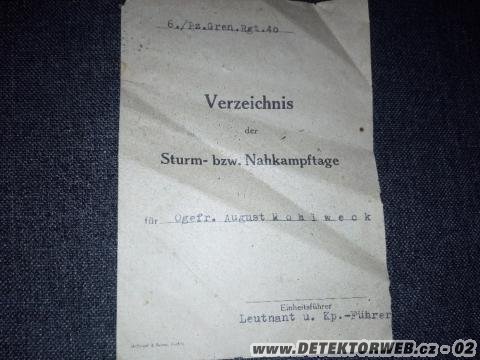 6./Pz.Gren.Rgt.40
Verzeichnis
der
Sturm- bzw. Nahkampftage
für Ogefr. August Kohlweck
Einheitsführer
Leutnant u. Kp.-Führer
www.DETEKTORWEB.cz - 02